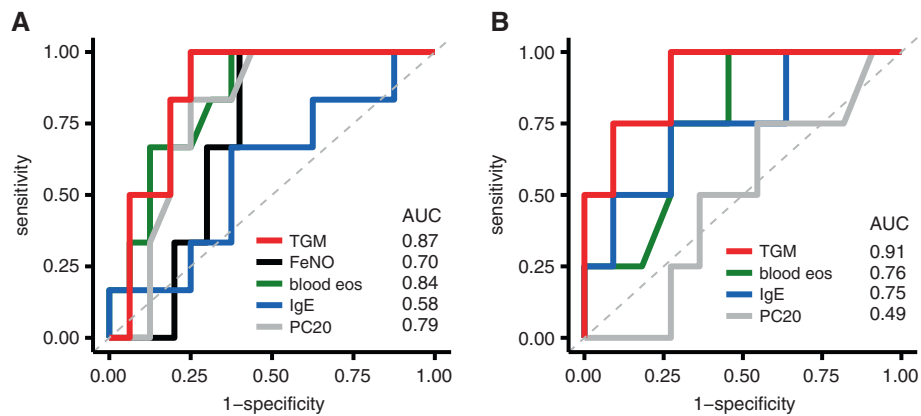 A
1.00
0.75
0.50
0.25
0.00
sensitivity
AUC
TGM 0.87
FeNO 0.70
blood eos 0.84
IgE 0.58
PC20 0.79
0.00 0.25 0.50 0.75 1.00
1−specificity
B
1.00
0.75
0.50
0.25
0.00
sensitivity
AUC
TGM 0.91
blood eos 0.76
IgE 0.75
PC20 0.49
0.00 0.25 0.50 0.75 1.00
1−specificity